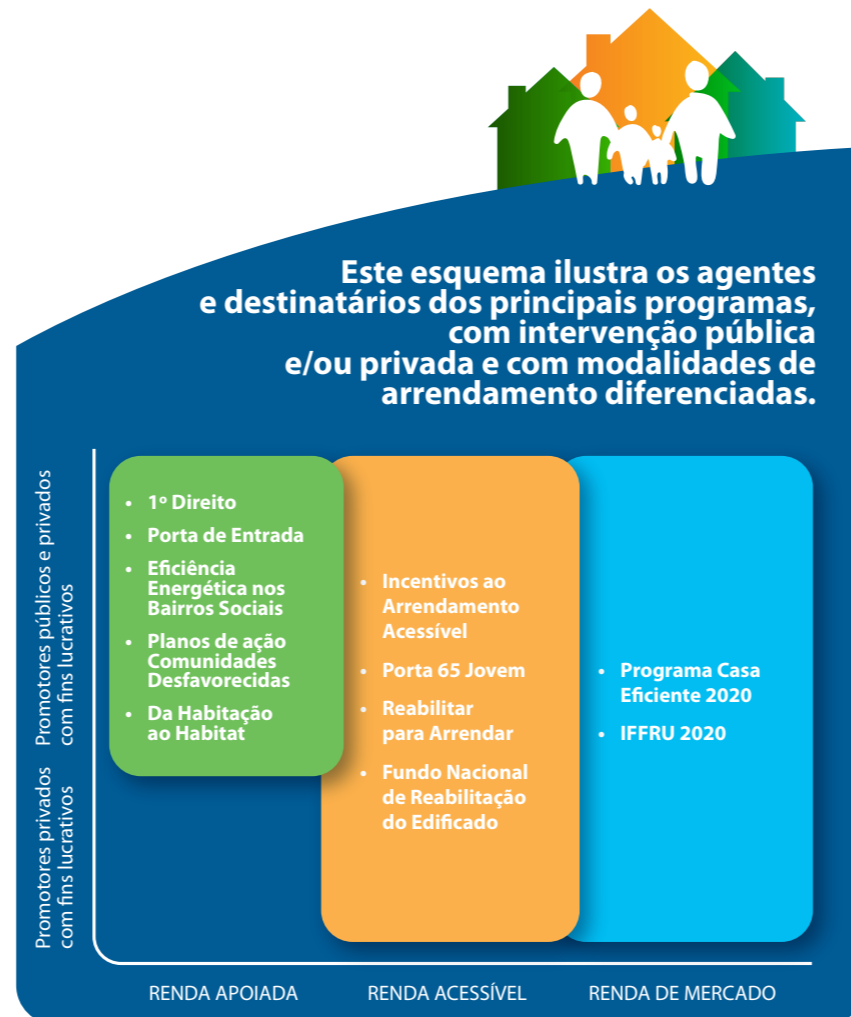 Este esquema ilustra os agentes
e destinatários dos principais programas,
com intervenção pública
e/ou privada e com modalidades de
arrendamento diferenciadas.
Promotores públicos e privados
com fins lucrativos
Promotores privados
com fins lucrativos
• 1º Direito
• Porta de Entrada
• Eficiência
Energética nos
Bairros Sociais
• Planos de ação
Comunidades
Desfavorecidas
• Da Habitação
ao Habitat
• Incentivos ao
Arrendamento
Acessível
• Porta 65 Jovem
• Reabilitar
para Arrendar
• Fundo Nacional
de Reabilitação
do Edificado
• Programa Casa
Eficiente 2020
• IFFRU 2020
RENDA APOIADA
RENDA ACESSÍVEL
RENDA DE MERCADO